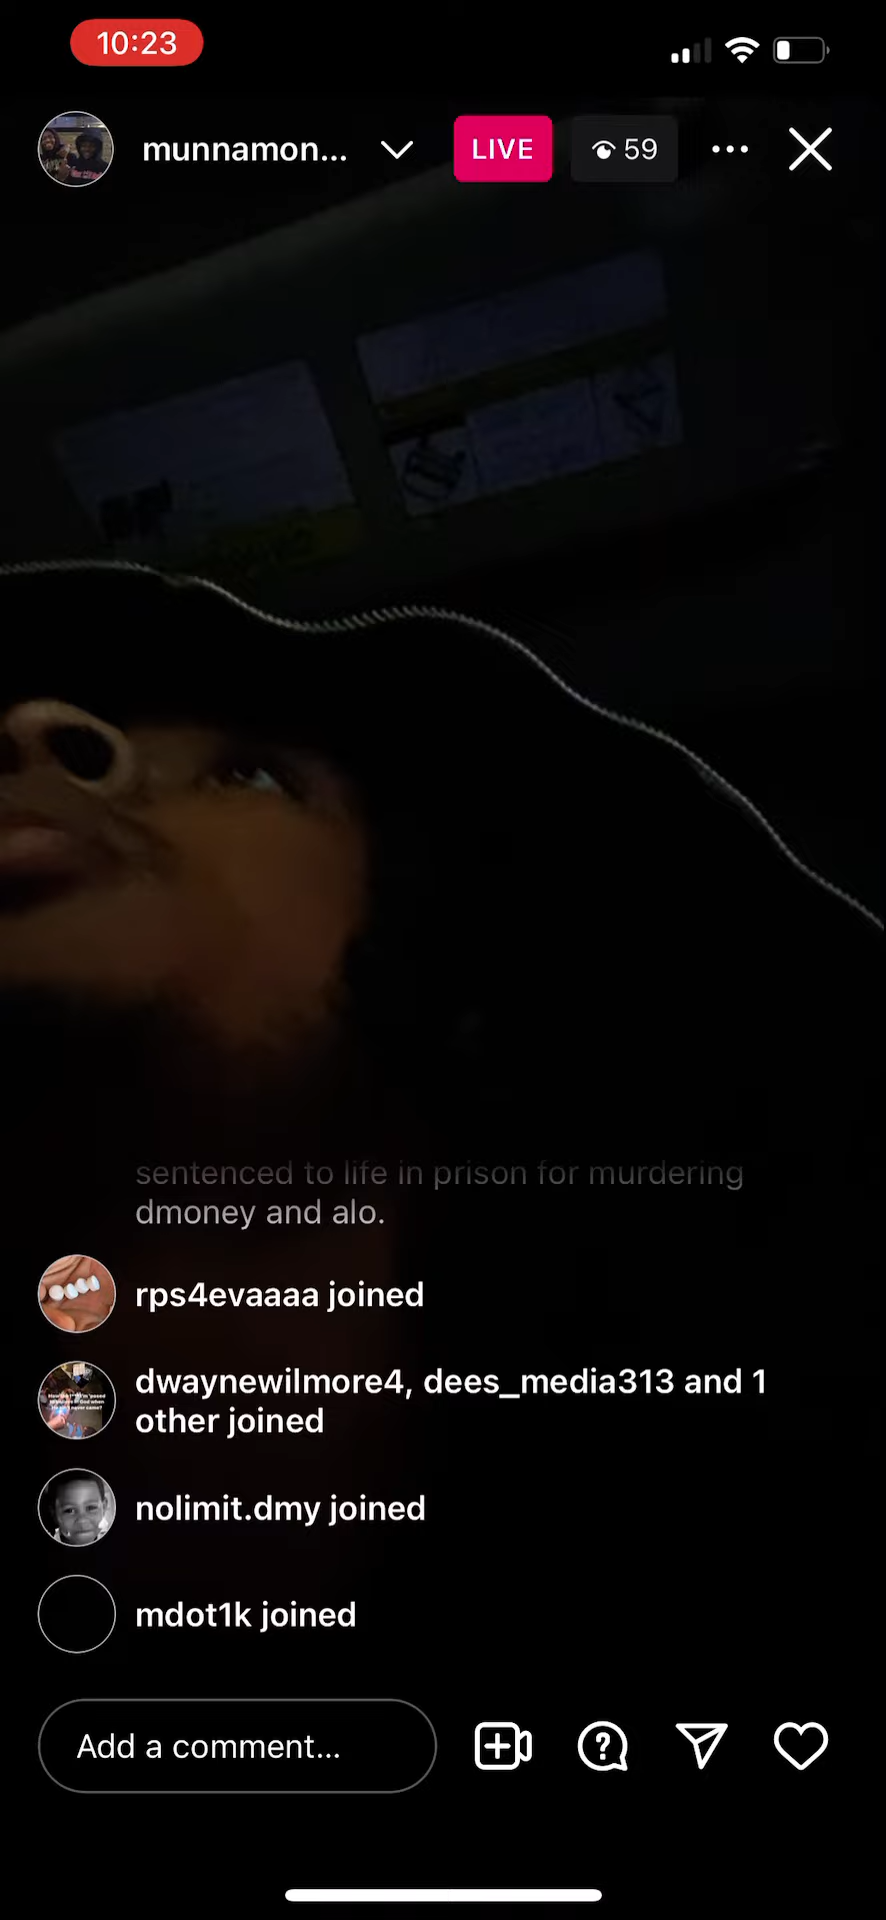 10:23
munnamon...
LIVE
59
sentenced to life in prison for murdering
dmoney and alo.
rps4evaaaa joined
dwaynewilmore4, dees_media313 and 1
other joined
nolimit.dmy joined
mdot1k joined
Add a comment...